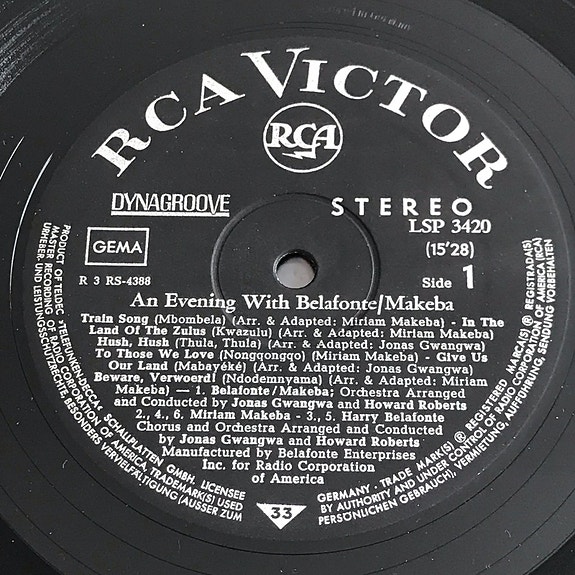 RCA VICTOR
RCA
DYNAGROOVE
STEREO
LSP 3420
GEMA
(15'28)
R 3 RS-4388
Side 1
An Evening With Belafonte/Makeba
Train Song (Mbombela) (Arr. & Adapted: Miriam Makeba) - In The
Land Of The Zulus (Kwazulu) (Arr. & Adapted: Miriam Makeba)
Hush, Hush (Thula, Thula) (Arr. & Adapted: Jonas Gwangwa)
To Those We Love (Nongqongqo) (Miriam Makeba) - Give Us
Our Land (Mabayéké) (Arr. & Adapted: Jonas Gwangwa)
Beware, Verwoerd! (Ndodemnyama) (Arr. & Adapted: Miriam
Makeba) — 1. Belafonte/Makeba; Orchestra Arranged
and Conducted by Jonas Gwangwa and Howard Roberts
2., 4., 6. Miriam Makeba - 3., 5. Harry Belafonte
Chorus and Orchestra Arranged and Conducted
by Jonas Gwangwa and Howard Roberts
Manufactured by Belafonte Enterprises
Inc. for Radio Corporation
of America
33
PRODUCT OF TELDEC »TELEFUNKEN-DECCA« SCHALLPLATTEN GMBH. LICENSEE
MASTER RECORDING OF RADIO CORPORATION OF AMERICA, TRADEMARK(S) USED
URHEBER- UND LEISTUNGSSCHUTZRECHTE, BESONDERS VERVIELFÄLTIGUNG (AUSSER ZUM
GERMANY · TRADE MARK(S) ® REGISTERED MARCA(S) ® REGISTRADA(S)
BY AUTHORITY AND UNDER CONTROL OF RADIO CORPORATION OF AMERICA (RCA)
PERSÖNLICHEN GEBRAUCH), VERMIETUNG, AUFFÜHRUNG, SENDUNG VORBEHALTEN